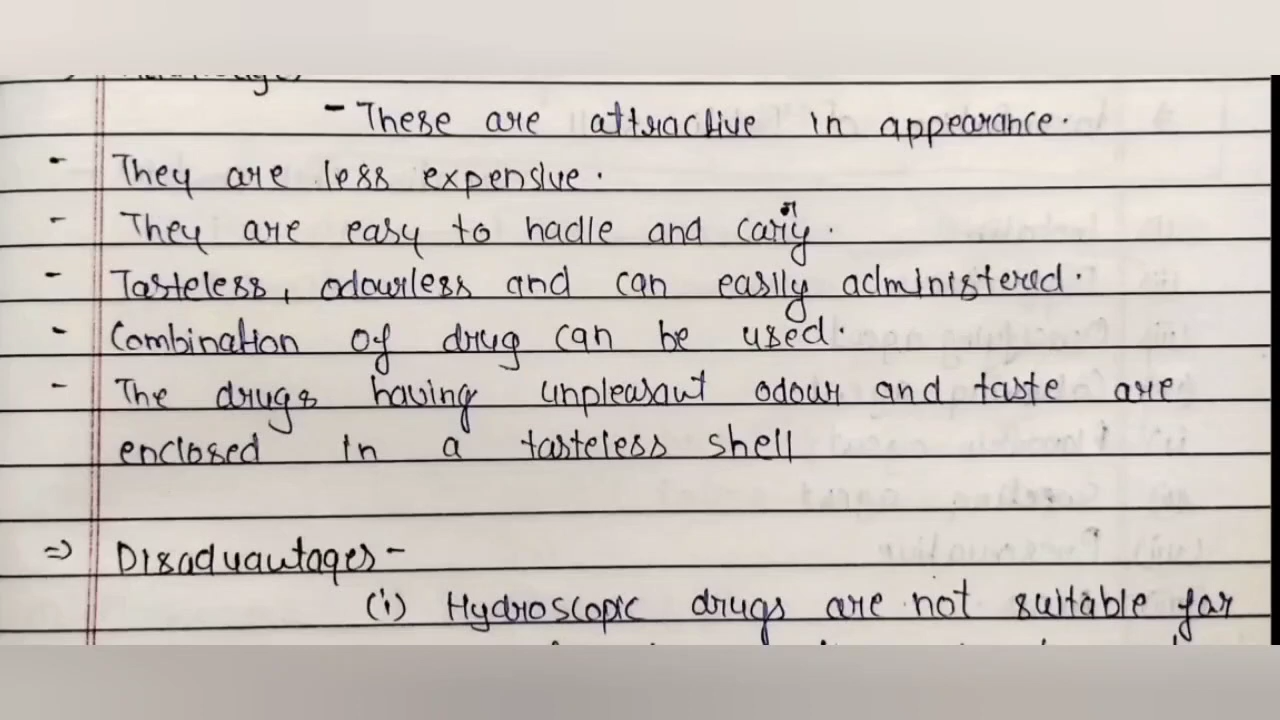 - These are attractive in appearance.
- They are less expensive.
- They are easy to hadle and carry.
- Tasteless, odourless and can easily administered.
- Combination of drug can be used.
- The drugs having unpleasant odour and taste are
enclosed in a tasteless shell
=> Disadvantages -
(i) Hydroscopic drugs are not suitable for